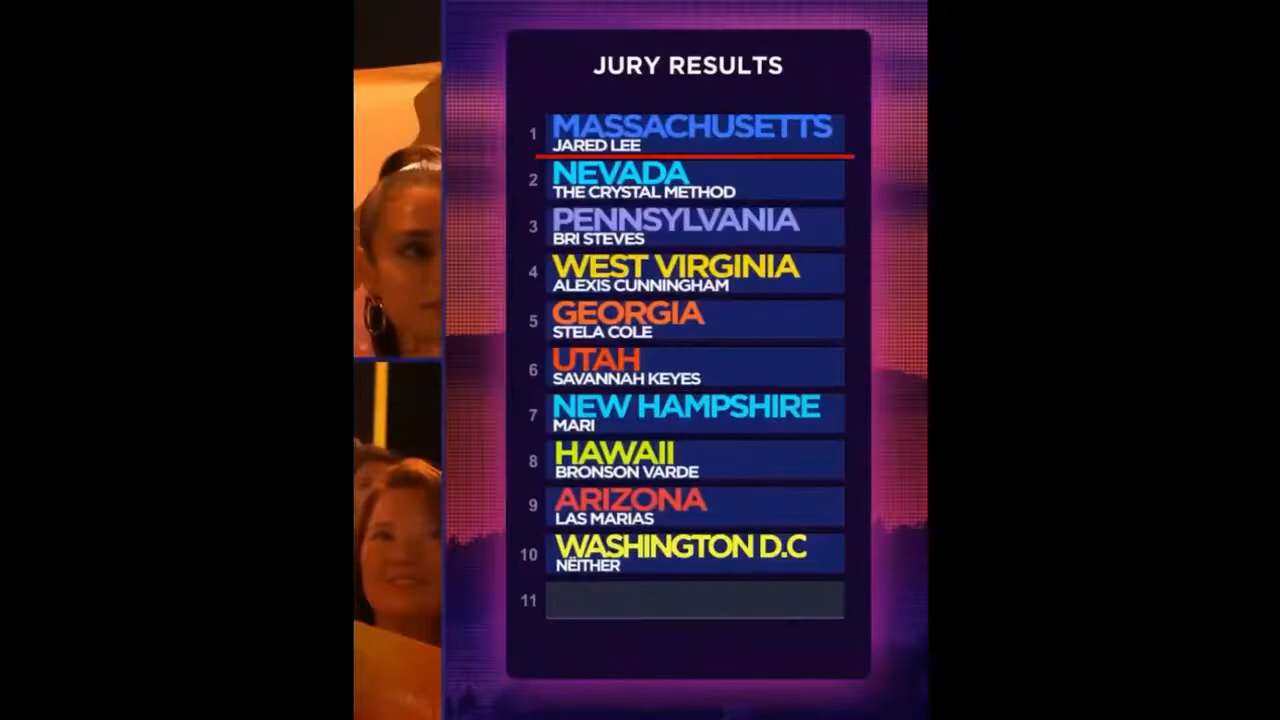 JURY RESULTS
1 MASSACHUSETTS
JARED LEE
2 NEVADA
THE CRYSTAL METHOD
3 PENNSYLVANIA
BRI STEVES
4 WEST VIRGINIA
ALEXIS CUNNINGHAM
5 GEORGIA
STELA COLE
6 UTAH
SAVANNAH KEYES
7 NEW HAMPSHIRE
MARI
8 HAWAII
BRONSON VARDE
9 ARIZONA
LAS MARIAS
10 WASHINGTON D.C
NËITHER
11